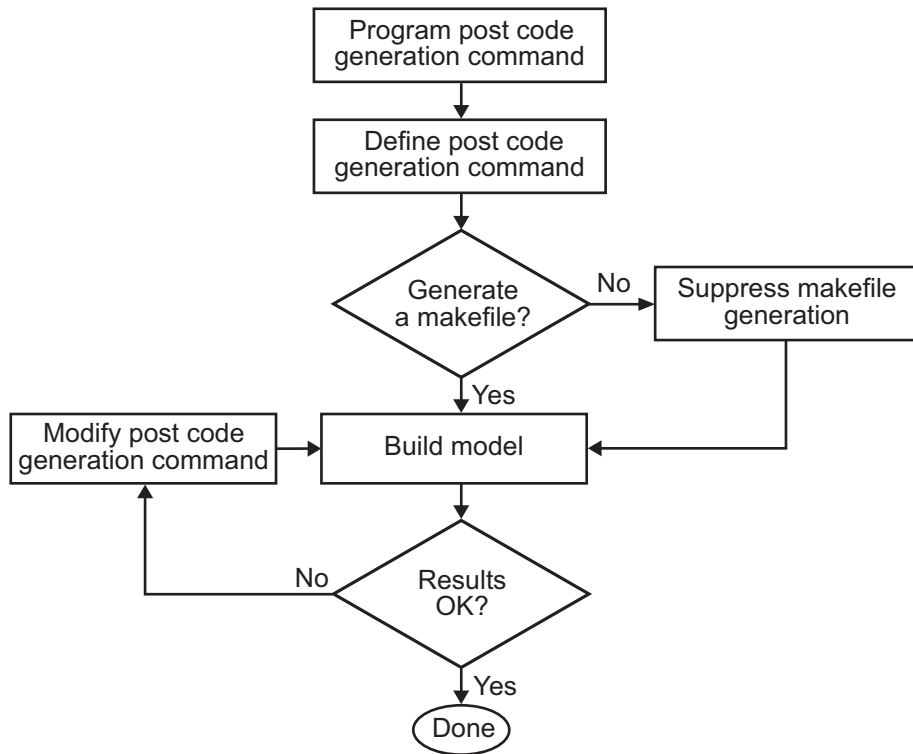 Program post code
generation command
Define post code
generation command
Generate
a makefile?
No
Suppress makefile
generation
Yes
Modify post code
generation command
Build model
No
Results
OK?
Yes
Done